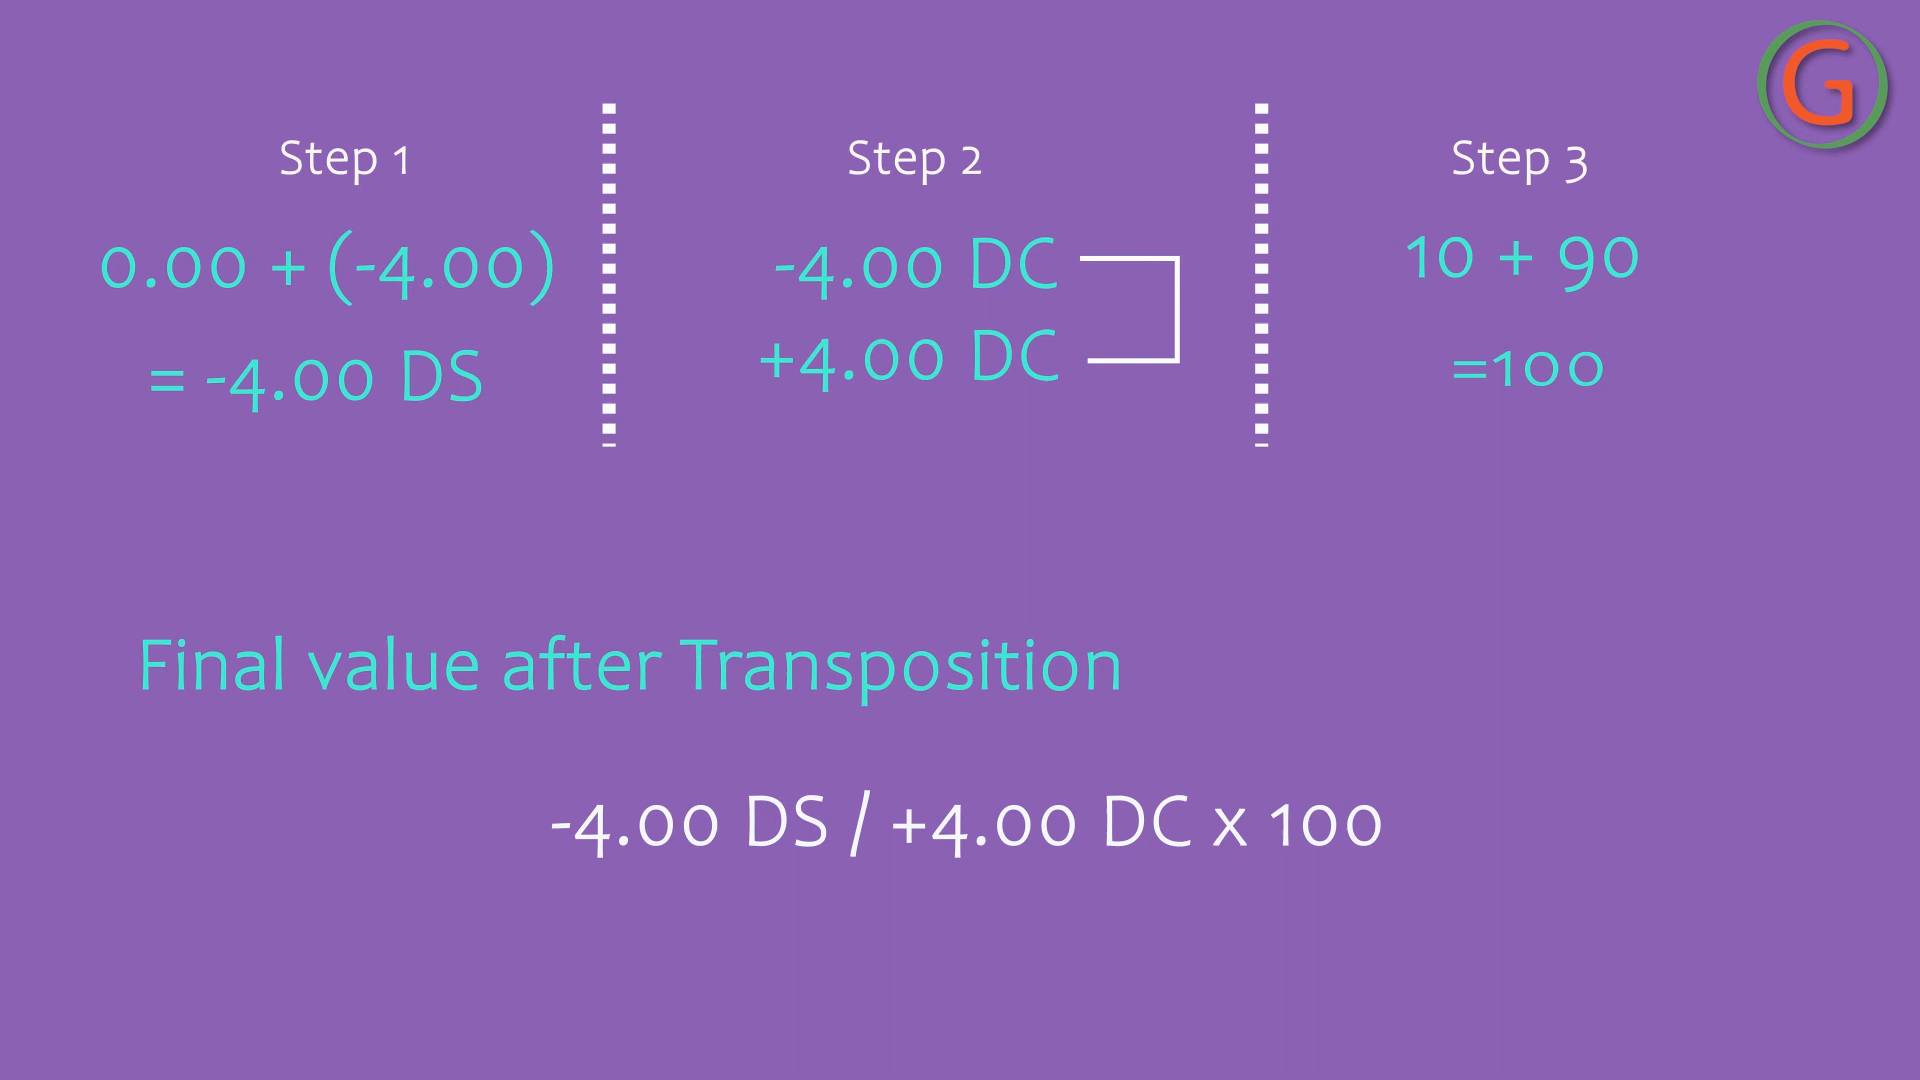 G
Step 1
0.00 + (-4.00)
= -4.00 DS
Step 2
-4.00 DC
+4.00 DC
Step 3
10 + 90
=100
Final value after Transposition
-4.00 DS / +4.00 DC x 100